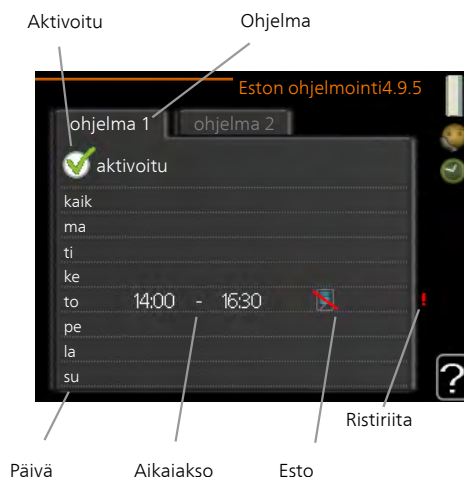 Aktivoitu Ohjelma
Eston ohjelmointi4.9.5
ohjelma 1 ohjelma 2
aktivoitu
kaik
ma
ti
ke
to 14:00 - 16:30 !
pe
la
su
?
Ristiriita
Päivä Aikaiakso Esto